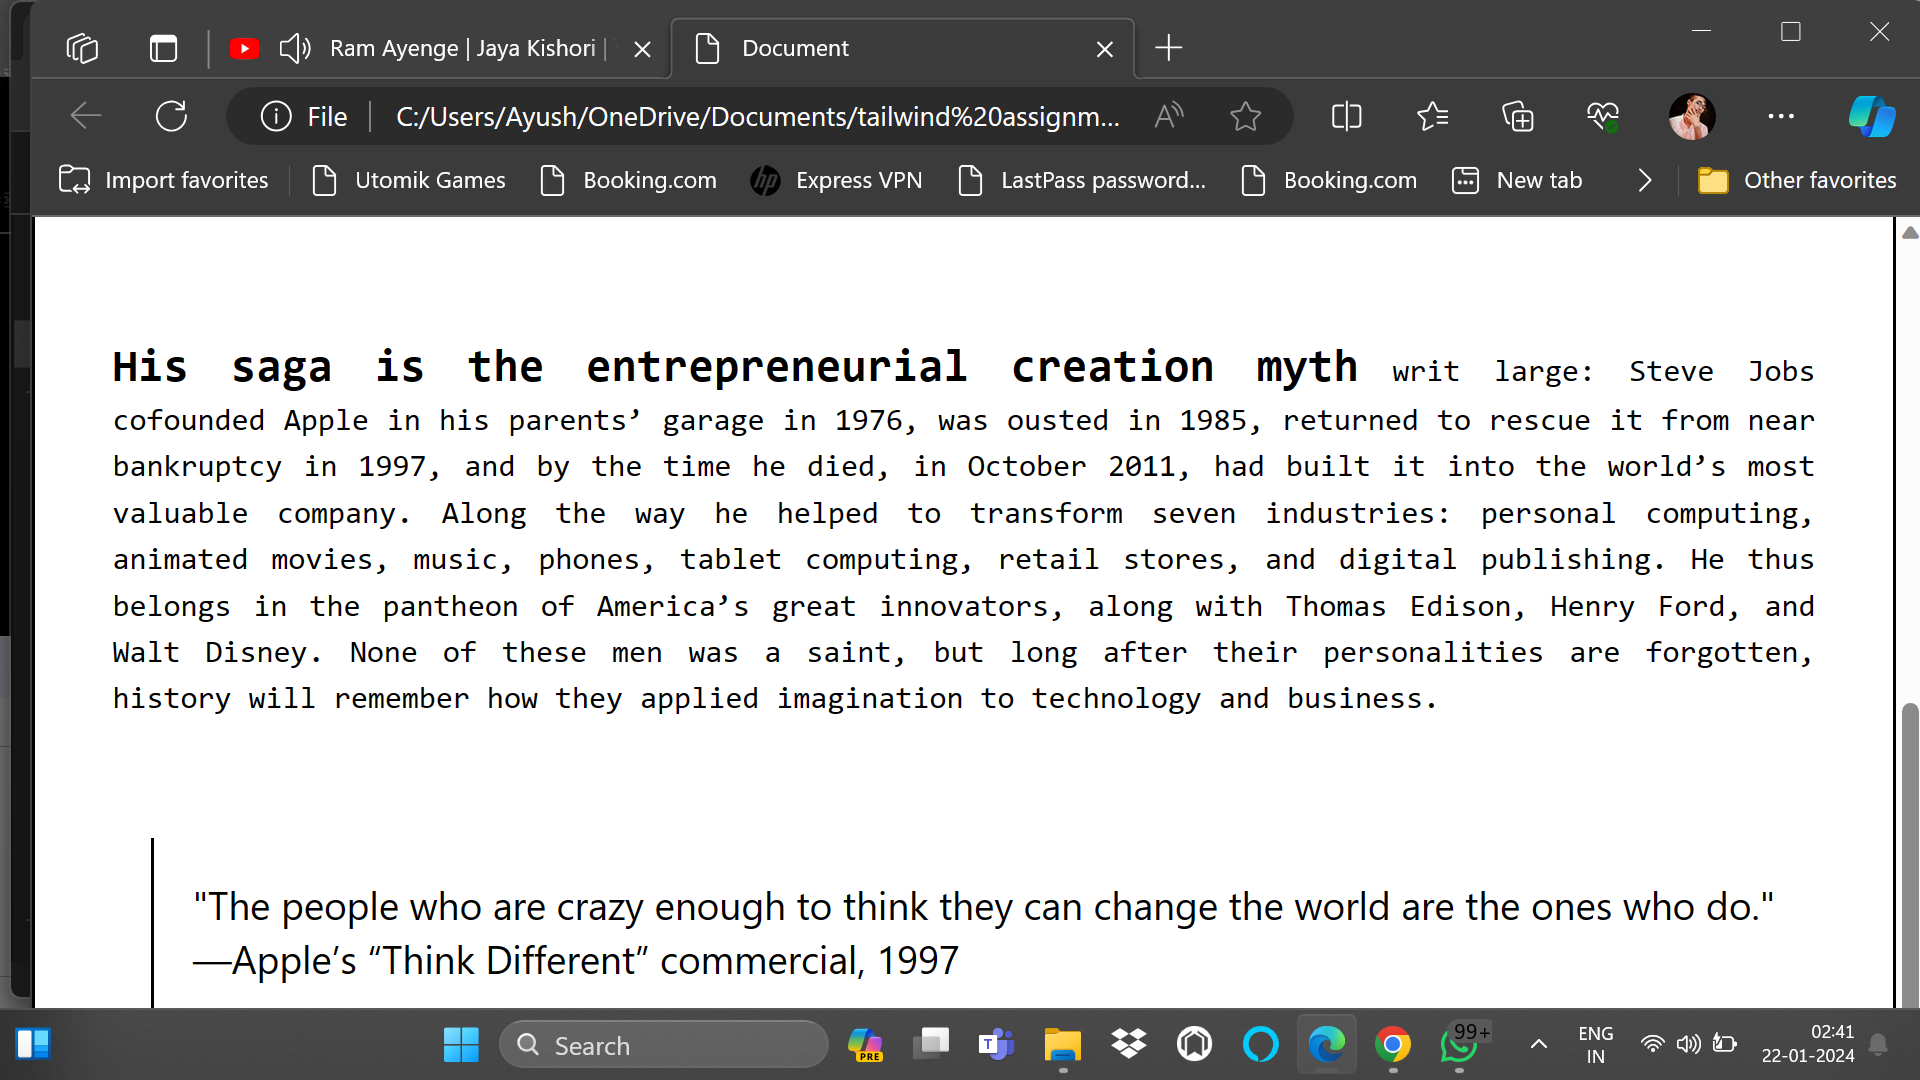 Ram Ayenge | Jaya Kishori |
Document
File
C:/Users/Ayush/OneDrive/Documents/tailwind%20assignm...
Import favorites
Utomik Games
Booking.com
Express VPN
LastPass password...
Booking.com
New tab
Other favorites
His saga is the entrepreneurial creation myth writ large: Steve Jobs
cofounded Apple in his parents’ garage in 1976, was ousted in 1985, returned to rescue it from near
bankruptcy in 1997, and by the time he died, in October 2011, had built it into the world’s most
valuable company. Along the way he helped to transform seven industries: personal computing,
animated movies, music, phones, tablet computing, retail stores, and digital publishing. He thus
belongs in the pantheon of America’s great innovators, along with Thomas Edison, Henry Ford, and
Walt Disney. None of these men was a saint, but long after their personalities are forgotten,
history will remember how they applied imagination to technology and business.
"The people who are crazy enough to think they can change the world are the ones who do."
—Apple’s “Think Different” commercial, 1997
Search
PRE
T
99+
ENG
IN
02:41
22-01-2024